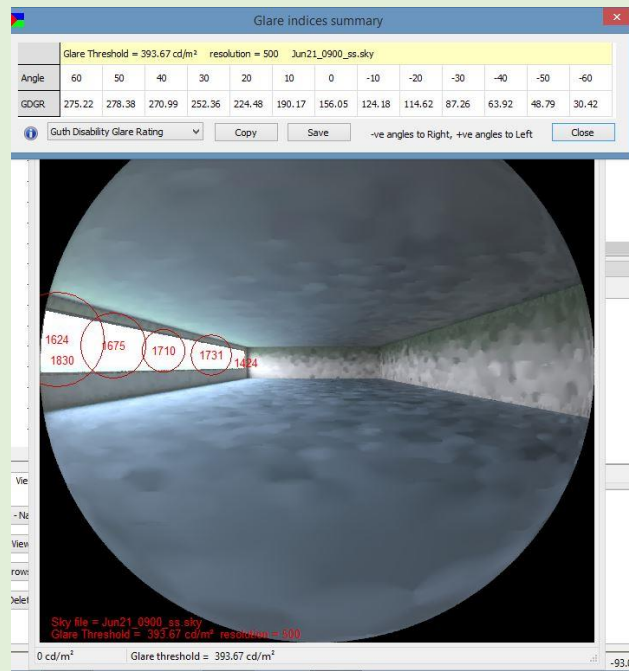 Glare indices summary
Glare Threshold = 393.67 cd/m² resolution = 500 Jun21_0900_ss.sky
Angle 60 50 40 30 20 10 0 -10 -20 -30 -40 -50 -60
GDGR 275.22 278.38 270.99 252.36 224.48 190.17 156.05 124.18 114.62 87.26 63.92 48.79 30.42
Guth Disability Glare Rating Copy Save -ve angles to Right, +ve angles to Left Close
1624 1675 1710 1731 1424
1830
Vie
- Na
View
rows
Delet
Sky file = Jun21_0900_ss.sky
Glare Threshold = 393.67 cd/m² resolution = 500
0 cd/m² Glare threshold = 393.67 cd/m²